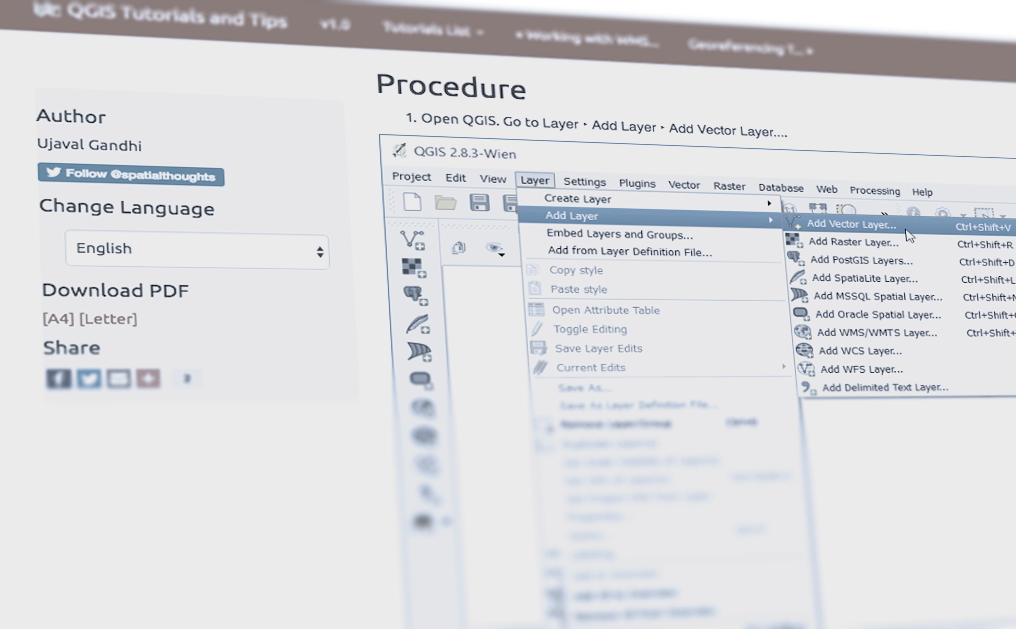 QGIS Tutorials and Tips
v1.0
Tutorials List
« Working with WMS...
Georeferencing T... »
Author
Ujaval Gandhi
Follow @spatialthoughts
Change Language
English
Download PDF
[A4] [Letter]
Share
Procedure
1. Open QGIS. Go to Layer ‣ Add Layer ‣ Add Vector Layer....
QGIS 2.8.3-Wien
Project Edit View Layer Settings Plugins Vector Raster Database Web Processing Help
Create Layer
Add Layer
Embed Layers and Groups...
Add from Layer Definition File...
Copy style
Paste style
Open Attribute Table
Toggle Editing
Save Layer Edits
Current Edits
Save As...
Save As Layer Definition File...
Remove Layer/Group Ctrl+D
Add Vector Layer... Ctrl+Shift+V
Add Raster Layer... Ctrl+Shift+R
Add PostGIS Layers... Ctrl+Shift+D
Add SpatiaLite Layer... Ctrl+Shift+L
Add MSSQL Spatial Layer...
Add Oracle Spatial Layer...
Add WMS/WMTS Layer... Ctrl+Shift+
Add WCS Layer...
Add WFS Layer...
Add Delimited Text Layer...